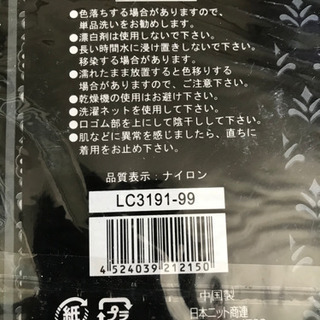 ●色落ちする場合がありますので、
単品洗いをお勧めします。
●漂白剤は使用しないで下さい。
●長い時間水に浸け置きしないで下さい。
移染する場合があります。
●濡れたまま放置すると色移りする
場合がありますので、ご注意下さい。
●乾燥機の使用はお避け下さい。
●洗濯ネットを使用して下さい。
●口ゴム部を上にして陰干しして下さい。
●肌などに異常を感じましたら、直ちに
着用をお止め下さい。
品質表示:ナイロン
LC3191-99
4 524039 212150
紙
プラ
中国製
日本ニット商連